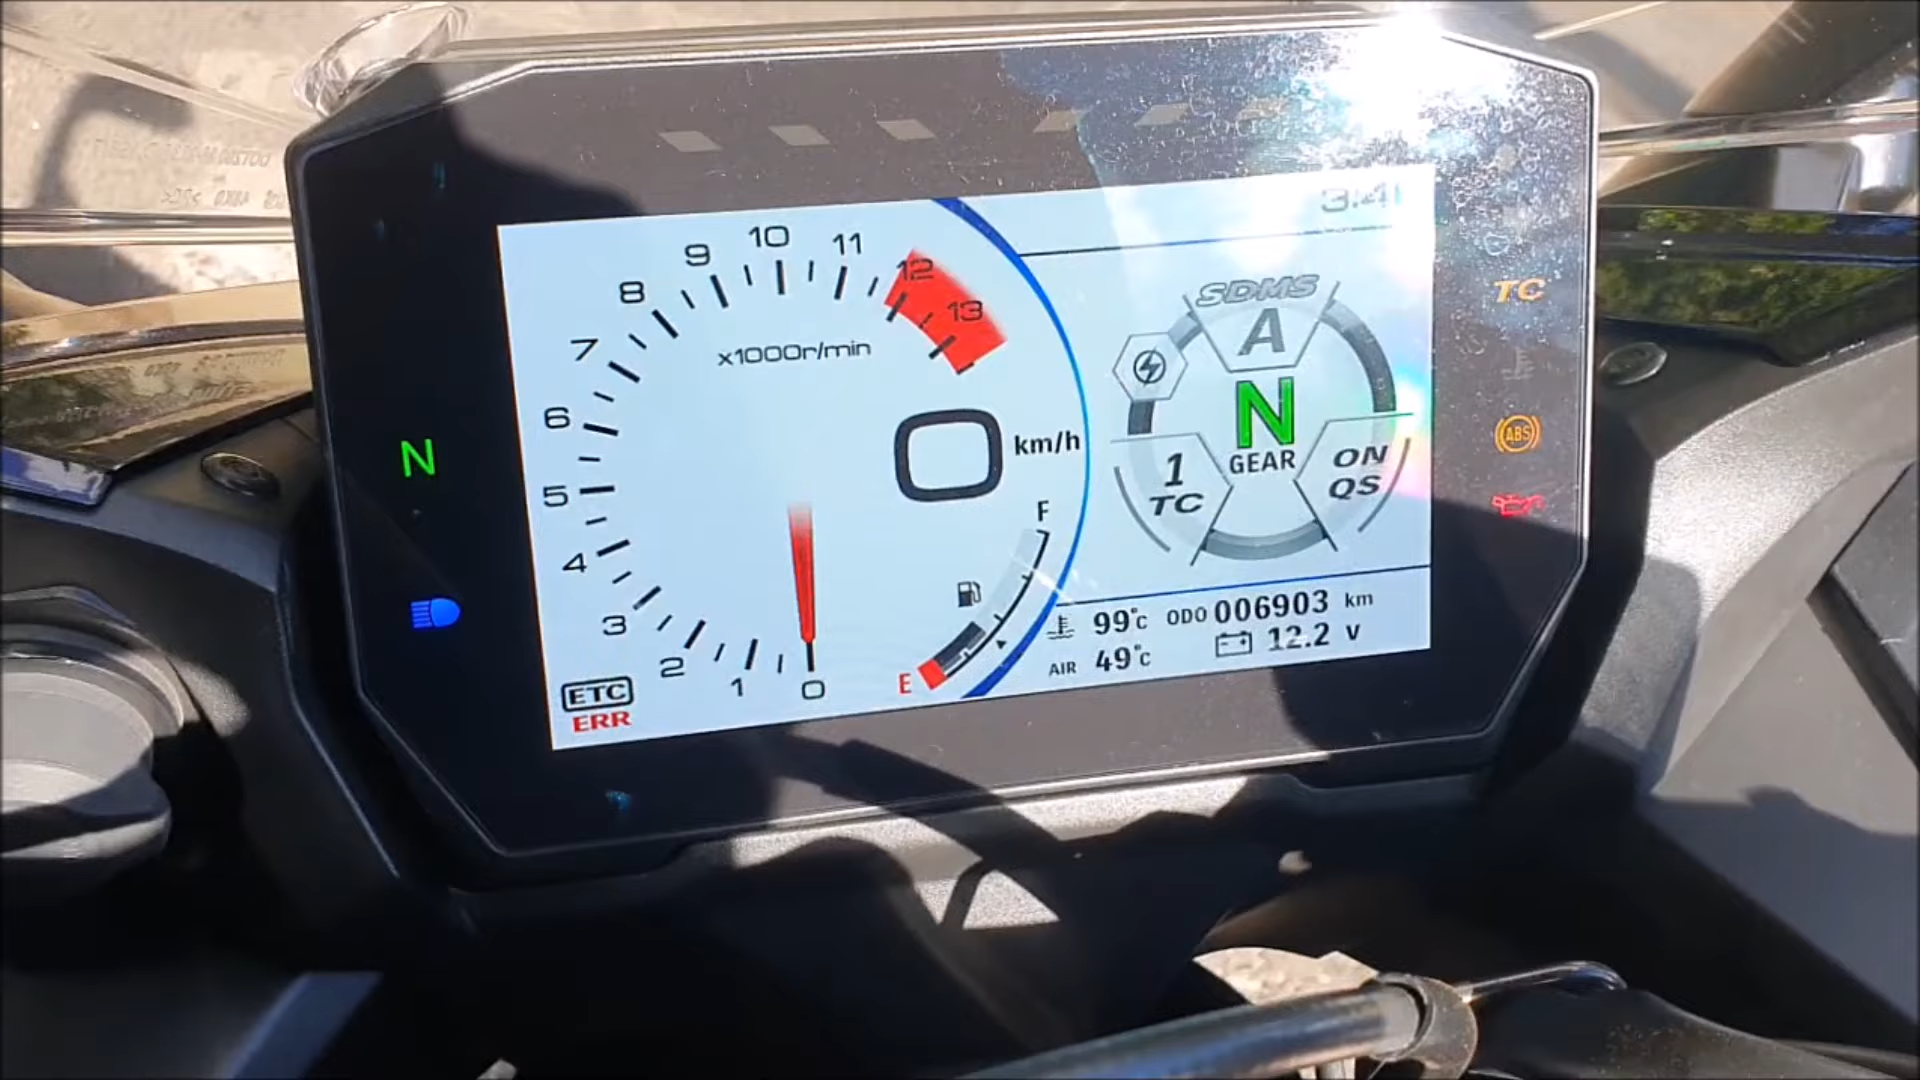 3:41
10
11
9
12
8
SDMS
13
A
TC
7
x1000r/min
N
6
0 km/h
ABS
N
GEAR
1
TC
ON
QS
5
F
4
3
99°C ODO 006903 km
2
AIR 49°C 12.2 V
1
0
E
ETC
ERR